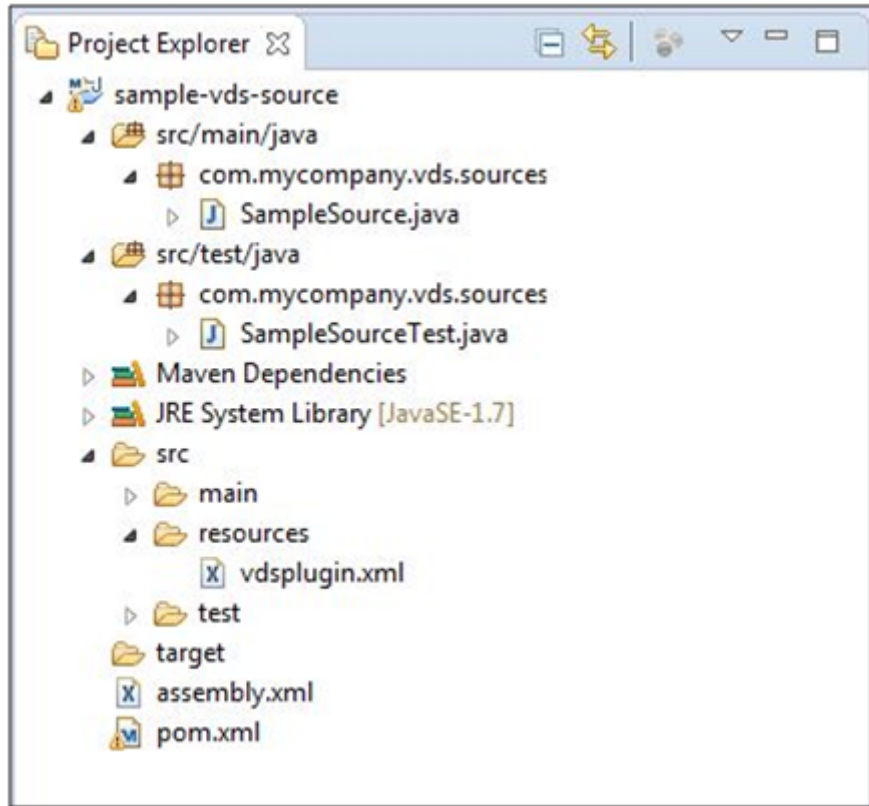 Project Explorer
sample-vds-source
src/main/java
com.mycompany.vds.sources
SampleSource.java
src/test/java
com.mycompany.vds.sources
SampleSourceTest.java
Maven Dependencies
JRE System Library [JavaSE-1.7]
src
main
resources
vdsplugin.xml
test
target
assembly.xml
pom.xml